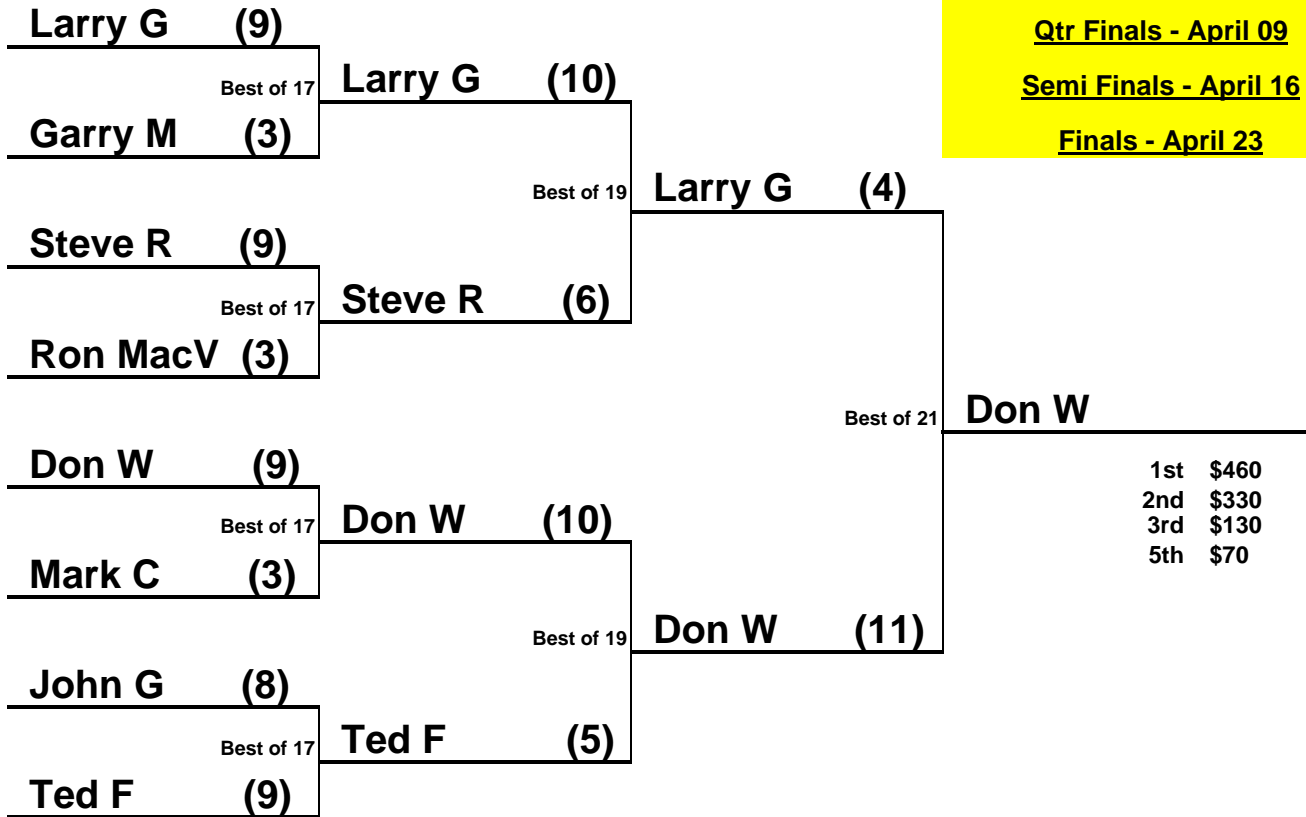 Larry G (9)
Qtr Finals - April 09
Best of 17
Larry G (10)
Semi Finals - April 16
Garry M (3)
Finals - April 23
Best of 19
Larry G (4)
Steve R (9)
Best of 17
Steve R (6)
Ron MacV (3)
Best of 21
Don W
Don W (9)
1st $460
2nd $330
Best of 17
Don W (10)
3rd $130
5th $70
Mark C (3)
Best of 19
Don W (11)
John G (8)
Best of 17
Ted F (5)
Ted F (9)